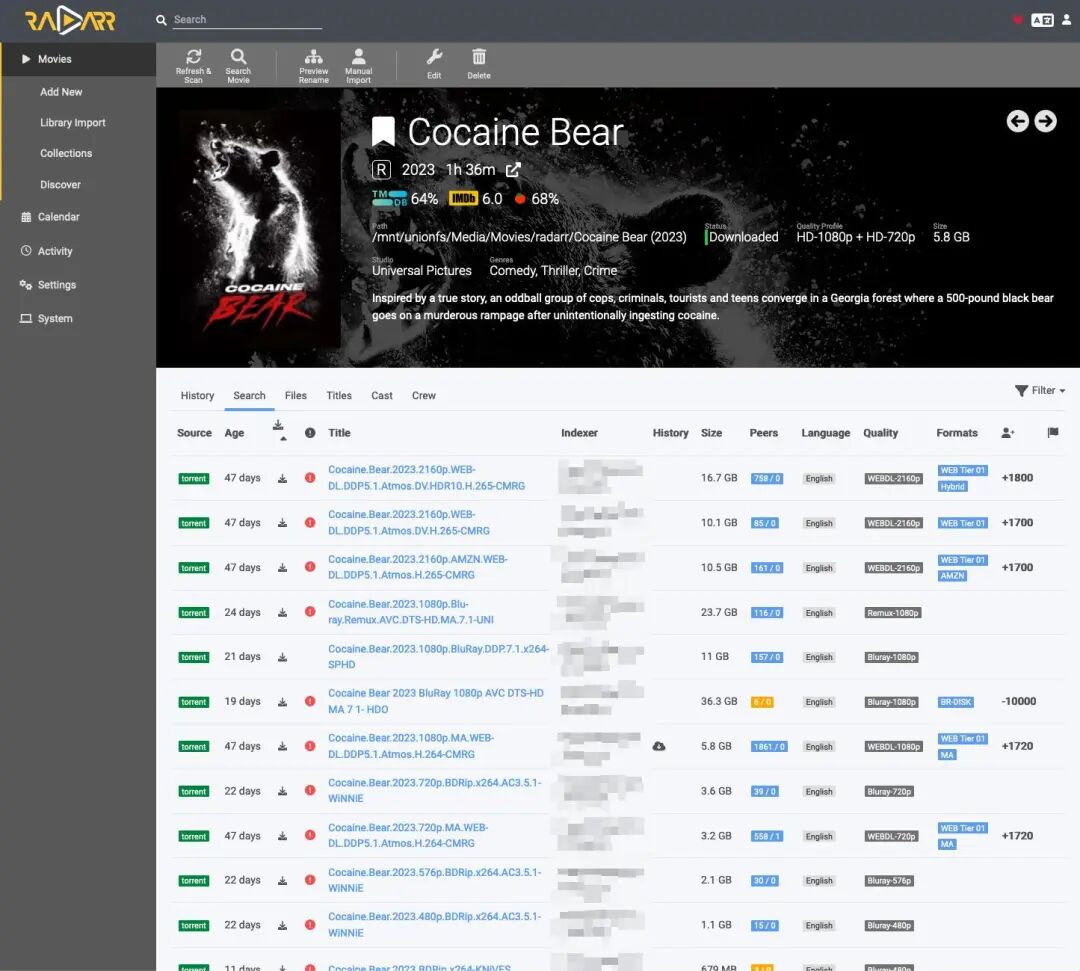 RADARR
Search
Movies
Add New
Library Import
Collections
Discover
Calendar
Activity
Settings
System
Refresh &
Scan
Search
Movie
Preview
Rename
Manual
Import
Edit
Delete
COCAINE
BEAR
Cocaine Bear
R 2023 1h 36m
TMDB 64% IMDb 6.0 68%
Path
/mnt/unionfs/Media/Movies/radarr/Cocaine Bear (2023)
Status
Downloaded
Quality Profile
HD-1080p + HD-720p
Size
5.8 GB
Studio
Universal Pictures
Genres
Comedy, Thriller, Crime
Inspired by a true story, an oddball group of cops, criminals, tourists and teens converge in a Georgia forest where a 500-pound black bear
goes on a murderous rampage after unintentionally ingesting cocaine.
History Search Files Titles Cast Crew Filter
Source Age Title Indexer History Size Peers Language Quality Formats
torrent 47 days Cocaine.Bear.2023.2160p.WEB- 16.7 GB 758 / 0 English WEBDL-2160p WEB Tier 01 +1800
DL.DDP5.1.Atmos.DV.HDR10.H.265-CMRG Hybrid
torrent 47 days Cocaine.Bear.2023.2160p.WEB- 10.1 GB 85 / 0 English WEBDL-2160p WEB Tier 01 +1700
DL.DDP5.1.Atmos.DV.H.265-CMRG
torrent 47 days Cocaine.Bear.2023.2160p.AMZN.WEB- 10.5 GB 161 / 0 English WEBDL-2160p WEB Tier 01 +1700
DL.DDP5.1.Atmos.H.265-CMRG AMZN
torrent 24 days Cocaine.Bear.2023.1080p.Blu- 23.7 GB 116 / 0 English Remux-1080p
ray.Remux.AVC.DTS-HD.MA.7.1-UNI
torrent 21 days Cocaine.Bear.2023.1080p.BluRay.DDP.7.1.x264- 11 GB 157 / 0 English Bluray-1080p
SPHD
torrent 19 days Cocaine Bear 2023 BluRay 1080p AVC DTS-HD 36.3 GB 6 / 0 English Bluray-1080p BR-DISK -10000
MA 7 1- HDO
torrent 47 days Cocaine.Bear.2023.1080p.MA.WEB- 5.8 GB 1861 / 0 English WEBDL-1080p WEB Tier 01 +1720
DL.DDP5.1.Atmos.H.264-CMRG MA
torrent 22 days Cocaine.Bear.2023.720p.BDRip.x264.AC3.5.1- 3.6 GB 39 / 0 English Bluray-720p
WiNNiE
torrent 47 days Cocaine.Bear.2023.720p.MA.WEB- 3.2 GB 558 / 1 English WEBDL-720p WEB Tier 01 +1720
DL.DDP5.1.Atmos.H.264-CMRG MA
torrent 22 days Cocaine.Bear.2023.576p.BDRip.x264.AC3.5.1- 2.1 GB 30 / 0 English Bluray-576p
WiNNiE
torrent 22 days Cocaine.Bear.2023.480p.BDRip.x264.AC3.5.1- 1.1 GB 15 / 0 English Bluray-480p
WiNNiE
torrent 11 days Cocaine.Bear.2023.BDRip.x264-KNiVES 679 MB 3 / 0 English Bluray-480p